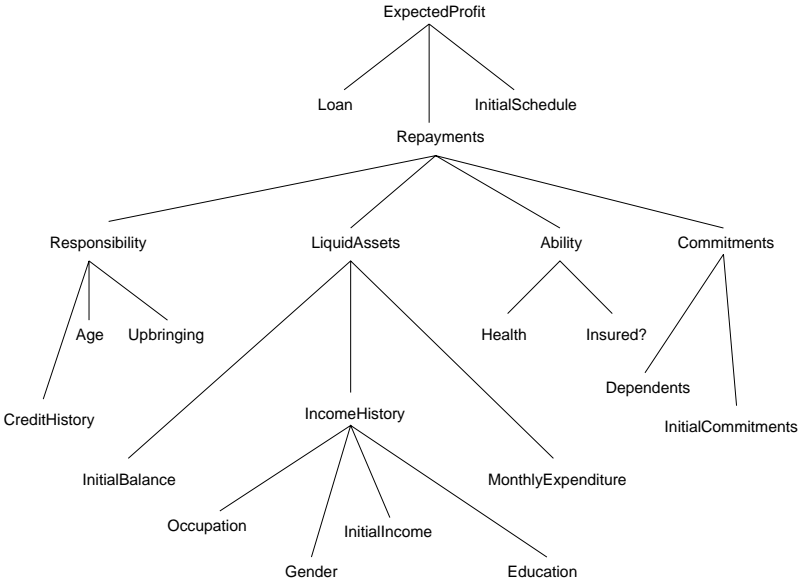 ExpectedProfit
Loan
InitialSchedule
Repayments
Responsibility
LiquidAssets
Ability
Commitments
Age
Upbringing
Health
Insured?
Dependents
CreditHistory
IncomeHistory
InitialCommitments
InitialBalance
MonthlyExpenditure
Occupation
InitialIncome
Gender
Education